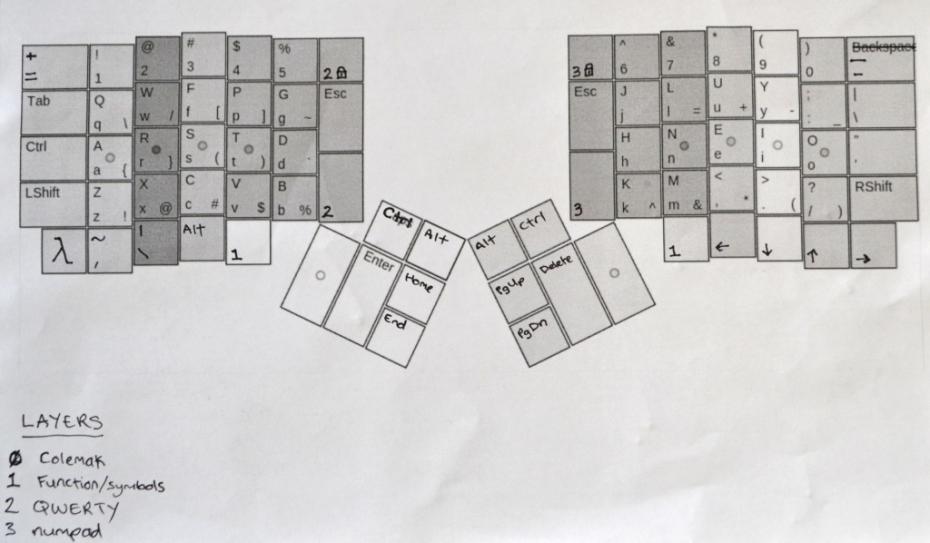 + ! @ # $ %
= 1 2 3 4 5 2
Tab Q W F P G Esc
q \ w / f [ p ] g ~
Ctrl A R S T D
a { r } s ( t ) d `
LShift Z X C V B
z ! x @ c # v $ b % 2
λ ~ | Alt 1
, \
Ctrl Alt
Enter Home
End
^ & * ( ) Backspace
3 6 7 8 9 0 –
Esc J L U Y ; |
j l = u + y - : _ \
H N E I O "
h n e i o '
K M < > ? RShift
3 k ^ m & , * . ( / )
1 ← ↓ ↑ →
Alt Ctrl
PgUp Delete
PgDn
LAYERS
0 Colemak
1 Function/symbols
2 QWERTY
3 numpad